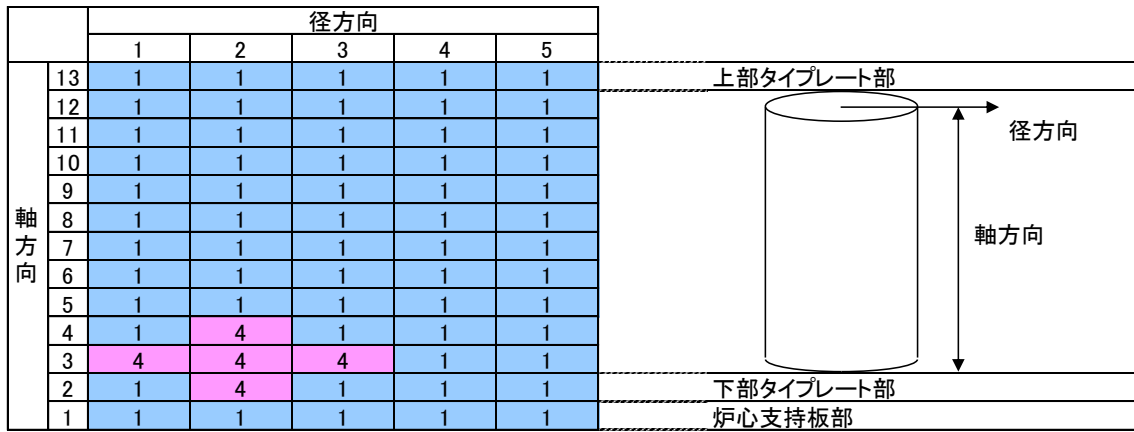 径方向
1 2 3 4 5
軸方向
13 1 1 1 1 1 上部タイプレート部
12 1 1 1 1 1
径方向
11 1 1 1 1 1
10 1 1 1 1 1
9 1 1 1 1 1
8 1 1 1 1 1
軸方向
7 1 1 1 1 1
6 1 1 1 1 1
5 1 1 1 1 1
4 1 4 1 1 1
3 4 4 4 1 1
2 1 4 1 1 1 下部タイプレート部
1 1 1 1 1 1 炉心支持板部